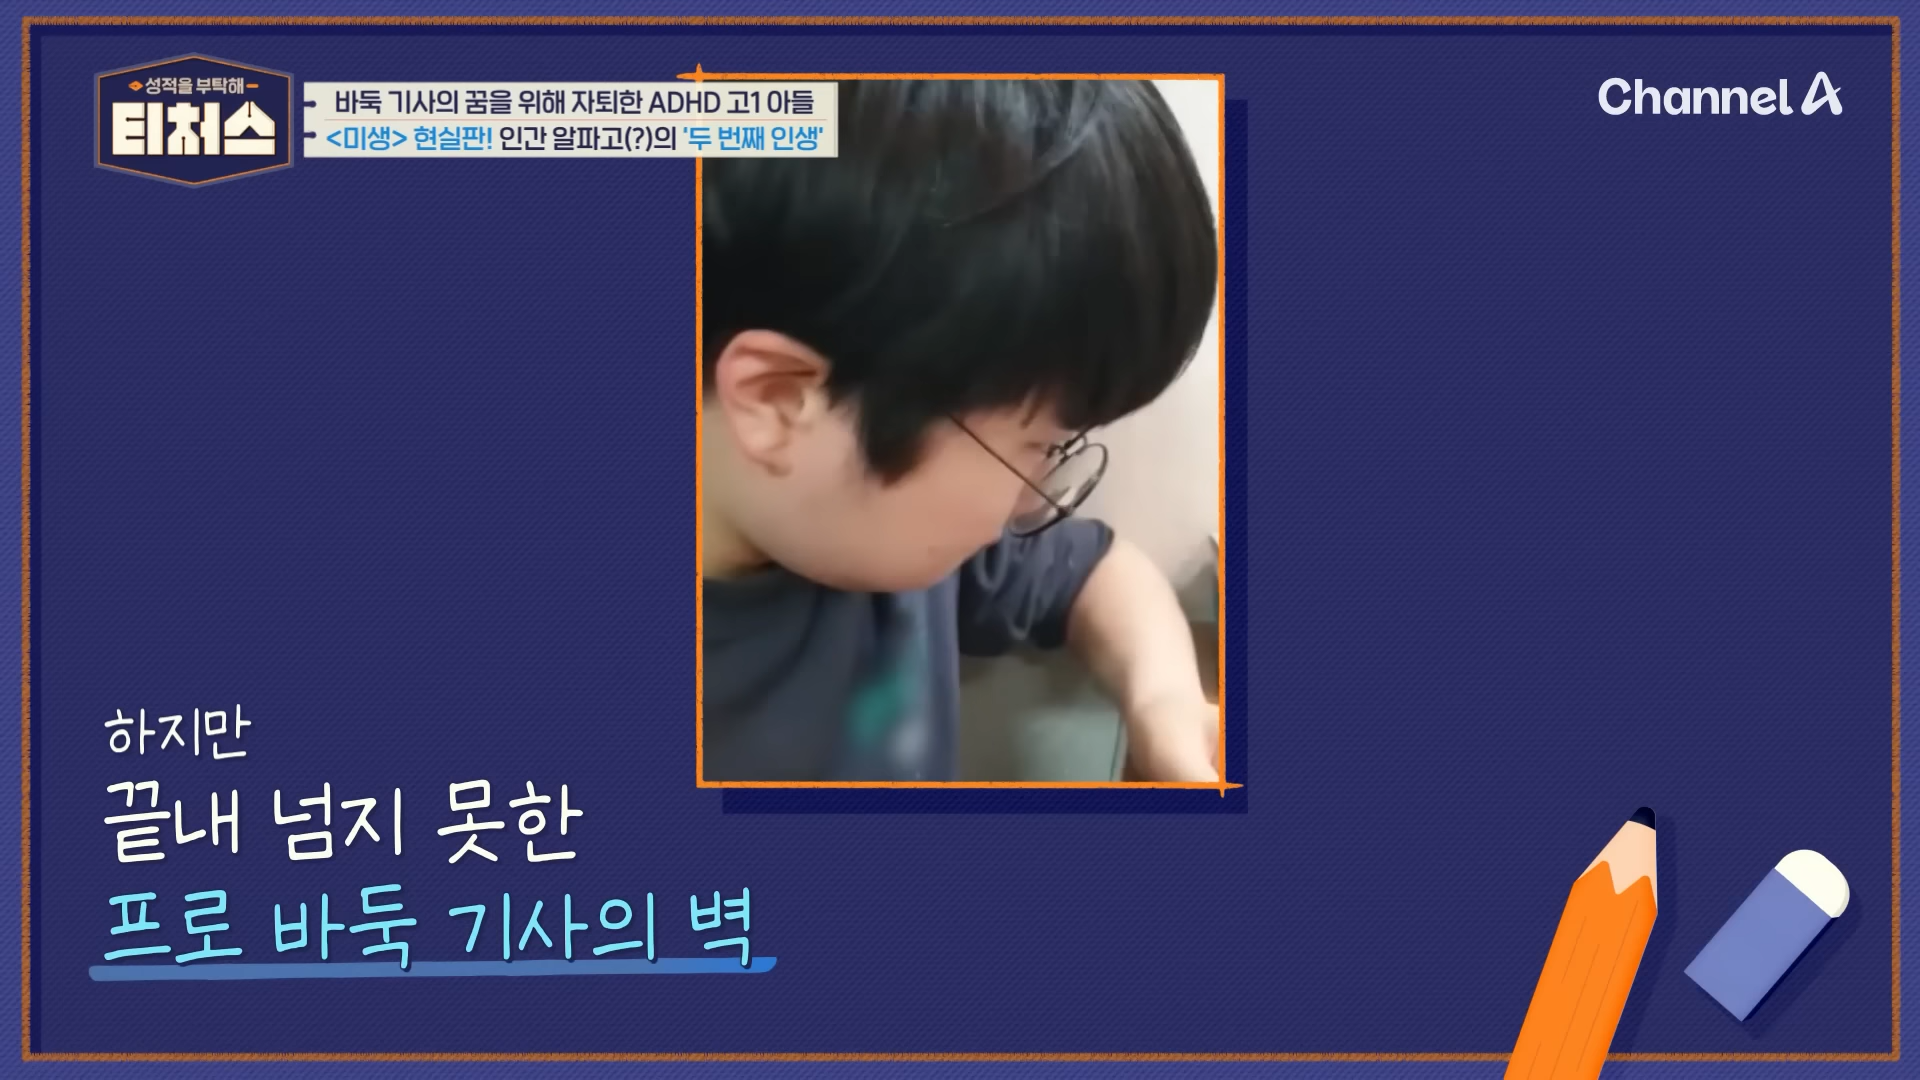 성적을 부탁해
티처스
바둑 기사의 꿈을 위해 자퇴한 ADHD 고1 아들
<미생> 현실판! 인간 알파고(?)의 '두 번째 인생'
Channel A
하지만
끝내 넘지 못한
프로 바둑 기사의 벽